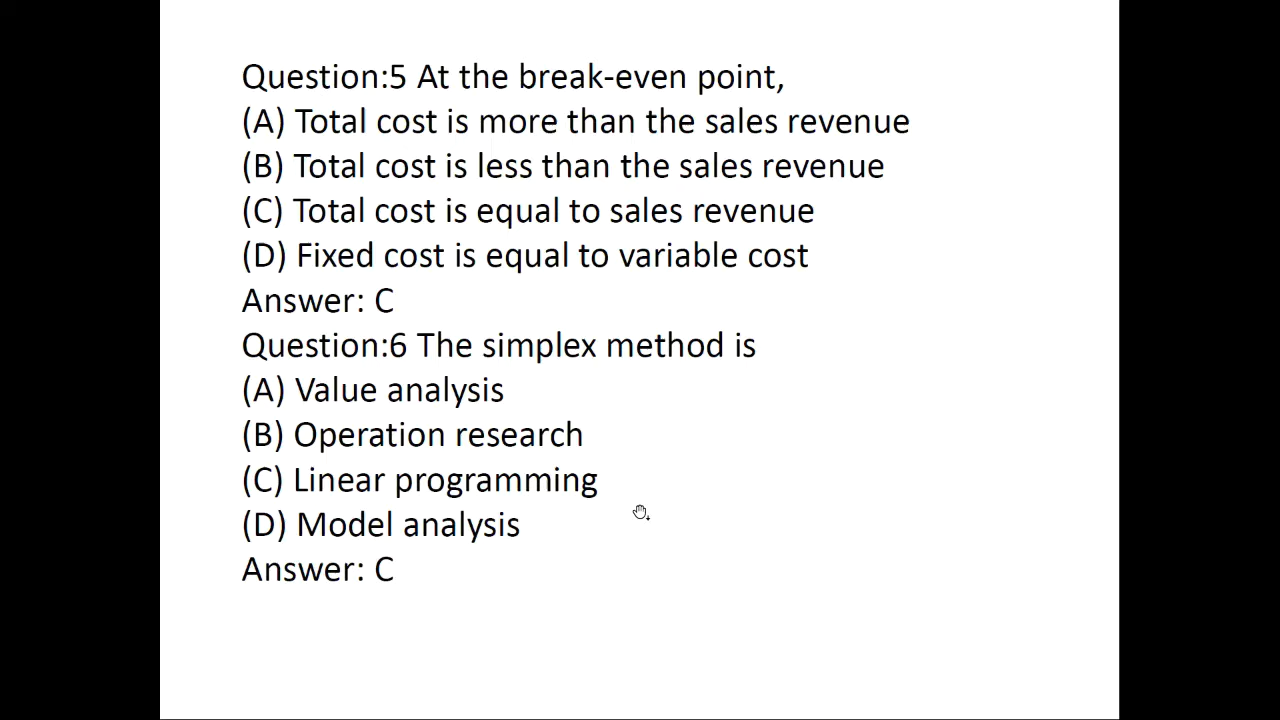 Question:5 At the break-even point,
(A) Total cost is more than the sales revenue
(B) Total cost is less than the sales revenue
(C) Total cost is equal to sales revenue
(D) Fixed cost is equal to variable cost
Answer: C
Question:6 The simplex method is
(A) Value analysis
(B) Operation research
(C) Linear programming
(D) Model analysis
Answer: C